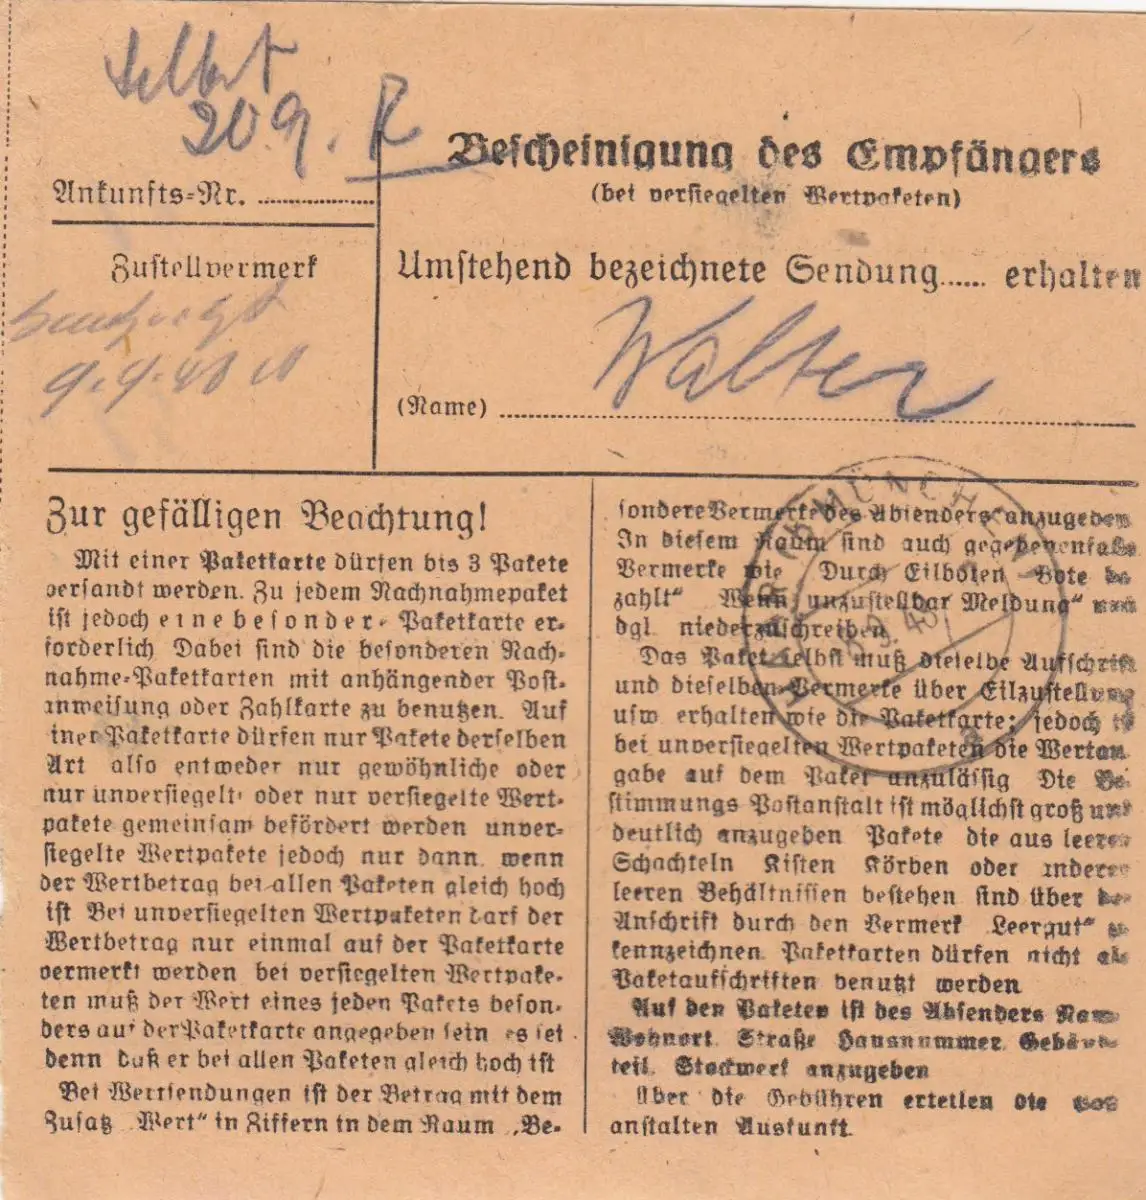 selbst
20.9. R
Ankunfts-Nr. ..................
Zustellvermerk
9.9.48
Bescheinigung des Empfängers
(bei versiegelten Wertpaketen)
Umstehend bezeichnete Sendung...... erhalten
Walter
(Name)
Zur gefälligen Beachtung!
Mit einer Paketkarte dürfen bis 3 Pakete
versandt werden. Zu jedem Nachnahmepaket
ist jedoch eine besonder- Paketkarte er-
forderlich Dabei sind die besonderen Nach-
nahme-Paketkarten mit anhängender Post-
anweisung oder Zahlkarte zu benutzen. Auf
iner Paketkarte dürfen nur Pakete derselben
Art also entweder nur gewöhnliche oder
nur unversiegelt oder nur versiegelte Wert-
pakete gemeinsam befördert werden unver-
siegelte Wertpakete jedoch nur dann, wenn
der Wertbetrag bei allen Paketen gleich hoch
ist Bei unversiegelten Wertpaketen darf der
Wertbetrag nur einmal auf der Paketkarte
vermerkt werden bei versiegelten Wertpake-
ten muß der Wert eines jeden Pakets beson-
ders auf der Paketkarte angegeben sein es sei
denn daß er bei allen Paketen gleich hoch ist
Bei Wertsendungen ist der Betrag mit dem
Zusatz „Wert“ in Ziffern in dem Raum „Be-
sondere Vermerke des Absenders“ anzugeben
In diesem Raum sind auch gegebenenfalls
Vermerke wie Durch Eilboten Bote be
zahlt“ Wenn unzustellbar Meldung“ und
dgl. niederzuschreiben
Das Paket selbst muß dieselbe Aufschrift
und dieselben Vermerke über Eilzustellung
usw erhalten wie die Paketkarte; jedoch i
bei unversiegelten Wertpaketen die Wertan
gabe auf dem Paket unzulässig Die Be-
stimmungs Postanstalt ist möglichst groß und
deutlich anzugeben Pakete die aus leeren
Schachteln Kisten Körben oder anderen
leeren Behältnissen bestehen sind über de
Anschrift durch den Vermerk Leergut“ zu
kennzeichnen Paketkarten dürfen nicht als
Paketaufschriften benutzt werden
Auf den Paketen ist des Absenders Name
Wohnort Straße Hausnummer Gebäude-
teil Stockwerk anzugeben
Über die Gebühren erteilen die Post
anstalten Auskunft.